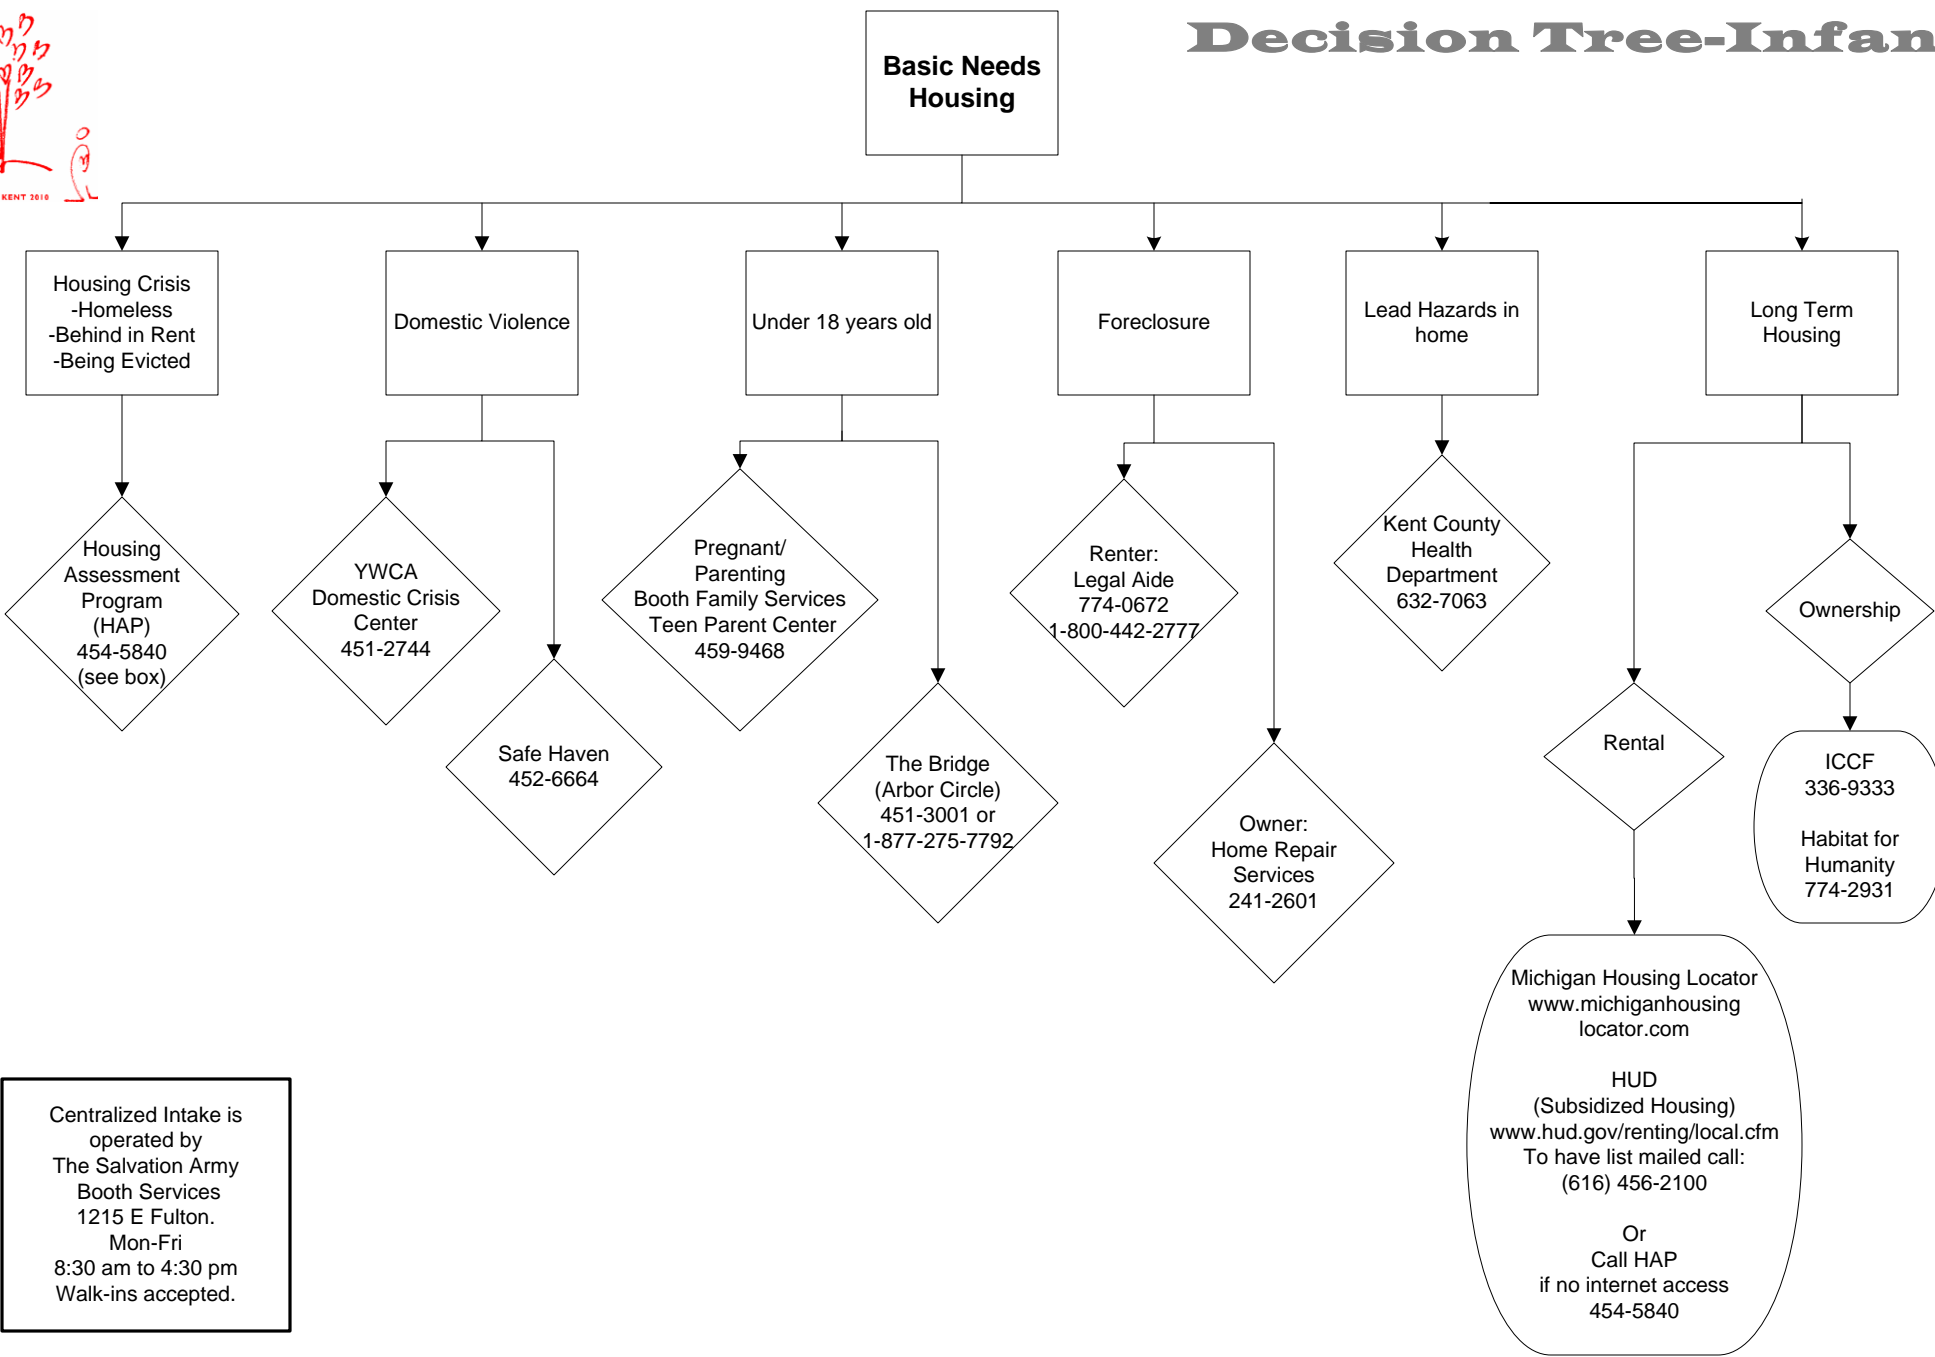 Decision Tree-Infan
KENT 2010
Basic Needs
Housing
Housing Crisis
-Homeless
-Behind in Rent
-Being Evicted
Domestic Violence
Under 18 years old
Foreclosure
Lead Hazards in
home
Long Term
Housing
Housing
Assessment
Program
(HAP)
454-5840
(see box)
YWCA
Domestic Crisis
Center
451-2744
Safe Haven
452-6664
Pregnant/
Parenting
Booth Family Services
Teen Parent Center
459-9468
The Bridge
(Arbor Circle)
451-3001 or
1-877-275-7792
Renter:
Legal Aide
774-0672
1-800-442-2777
Owner:
Home Repair
Services
241-2601
Kent County
Health
Department
632-7063
Rental
Ownership
ICCF
336-9333
Habitat for
Humanity
774-2931
Michigan Housing Locator
www.michiganhousing
locator.com
HUD
(Subsidized Housing)
www.hud.gov/renting/local.cfm
To have list mailed call:
(616) 456-2100
Or
Call HAP
if no internet access
454-5840
Centralized Intake is
operated by
The Salvation Army
Booth Services
1215 E Fulton.
Mon-Fri
8:30 am to 4:30 pm
Walk-ins accepted.